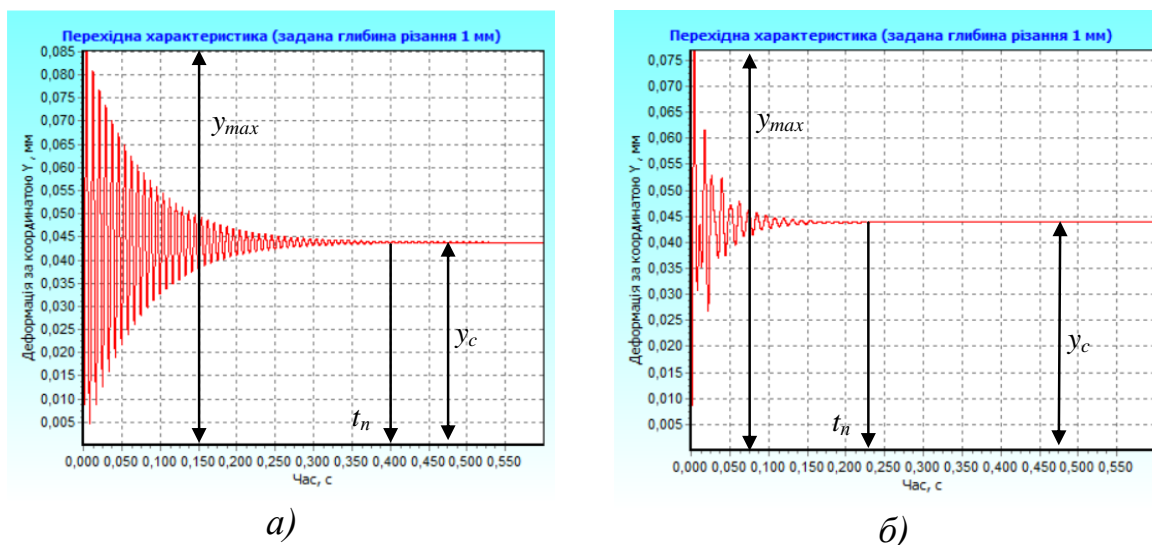 Перехідна характеристика (задана глибина різання 1 мм)
Деформація за координатою Y , мм
0,085
0,080
0,075
0,070
0,065
0,060
0,055
0,050
0,045
0,040
0,035
0,030
0,025
0,020
0,015
0,010
0,005
y_max
y_c
t_n
0,000 0,050 0,100 0,150 0,200 0,250 0,300 0,350 0,400 0,450 0,500 0,550
Час, с
а)
Перехідна характеристика (задана глибина різання 1 мм)
Деформація за координатою Y , мм
0,075
0,070
0,065
0,060
0,055
0,050
0,045
0,040
0,035
0,030
0,025
0,020
0,015
0,010
0,005
y_max
y_c
t_n
0,000 0,050 0,100 0,150 0,200 0,250 0,300 0,350 0,400 0,450 0,500 0,550
Час, с
б)